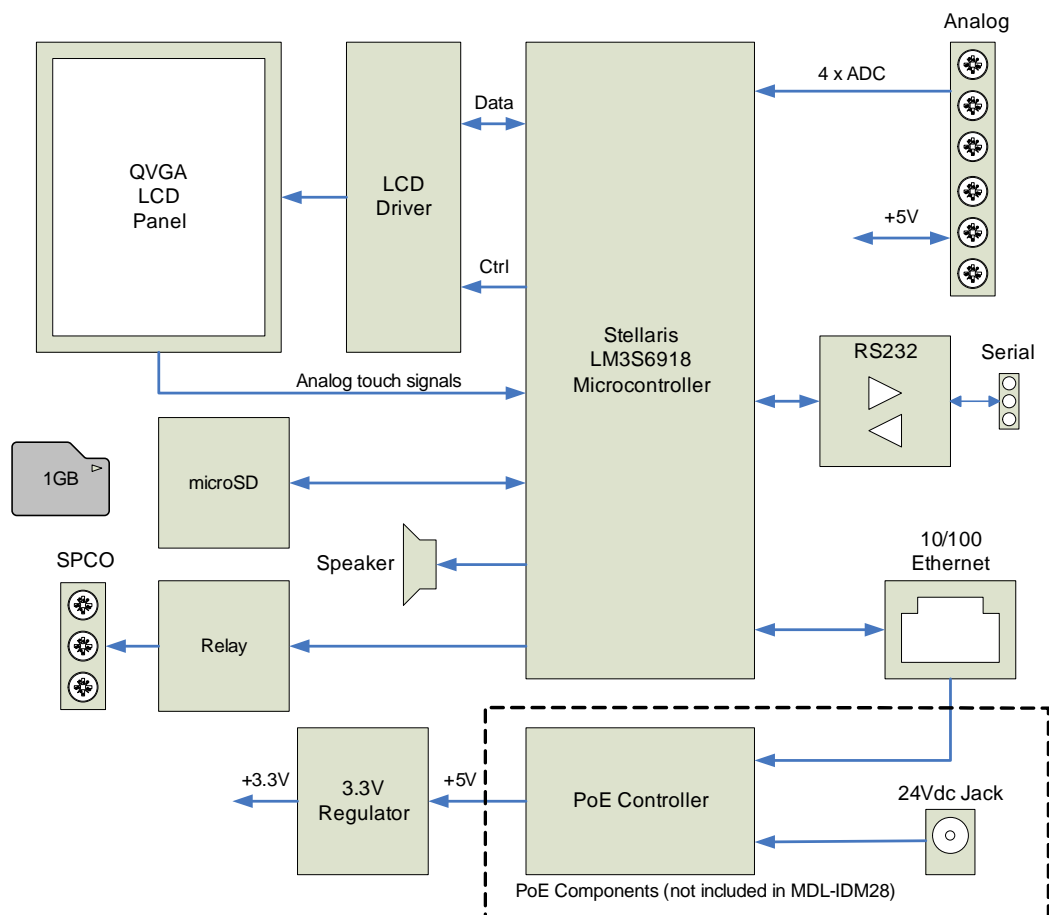 Analog
4 x ADC
Data
QVGA
LCD
Panel
LCD
Driver
+5V
Ctrl
Stellaris
LM3S6918
Microcontroller
RS232
Serial
Analog touch signals
1GB
microSD
10/100
Ethernet
SPCO
Speaker
Relay
+3.3V
3.3V
Regulator
+5V
PoE Controller
24Vdc Jack
PoE Components (not included in MDL-IDM28)